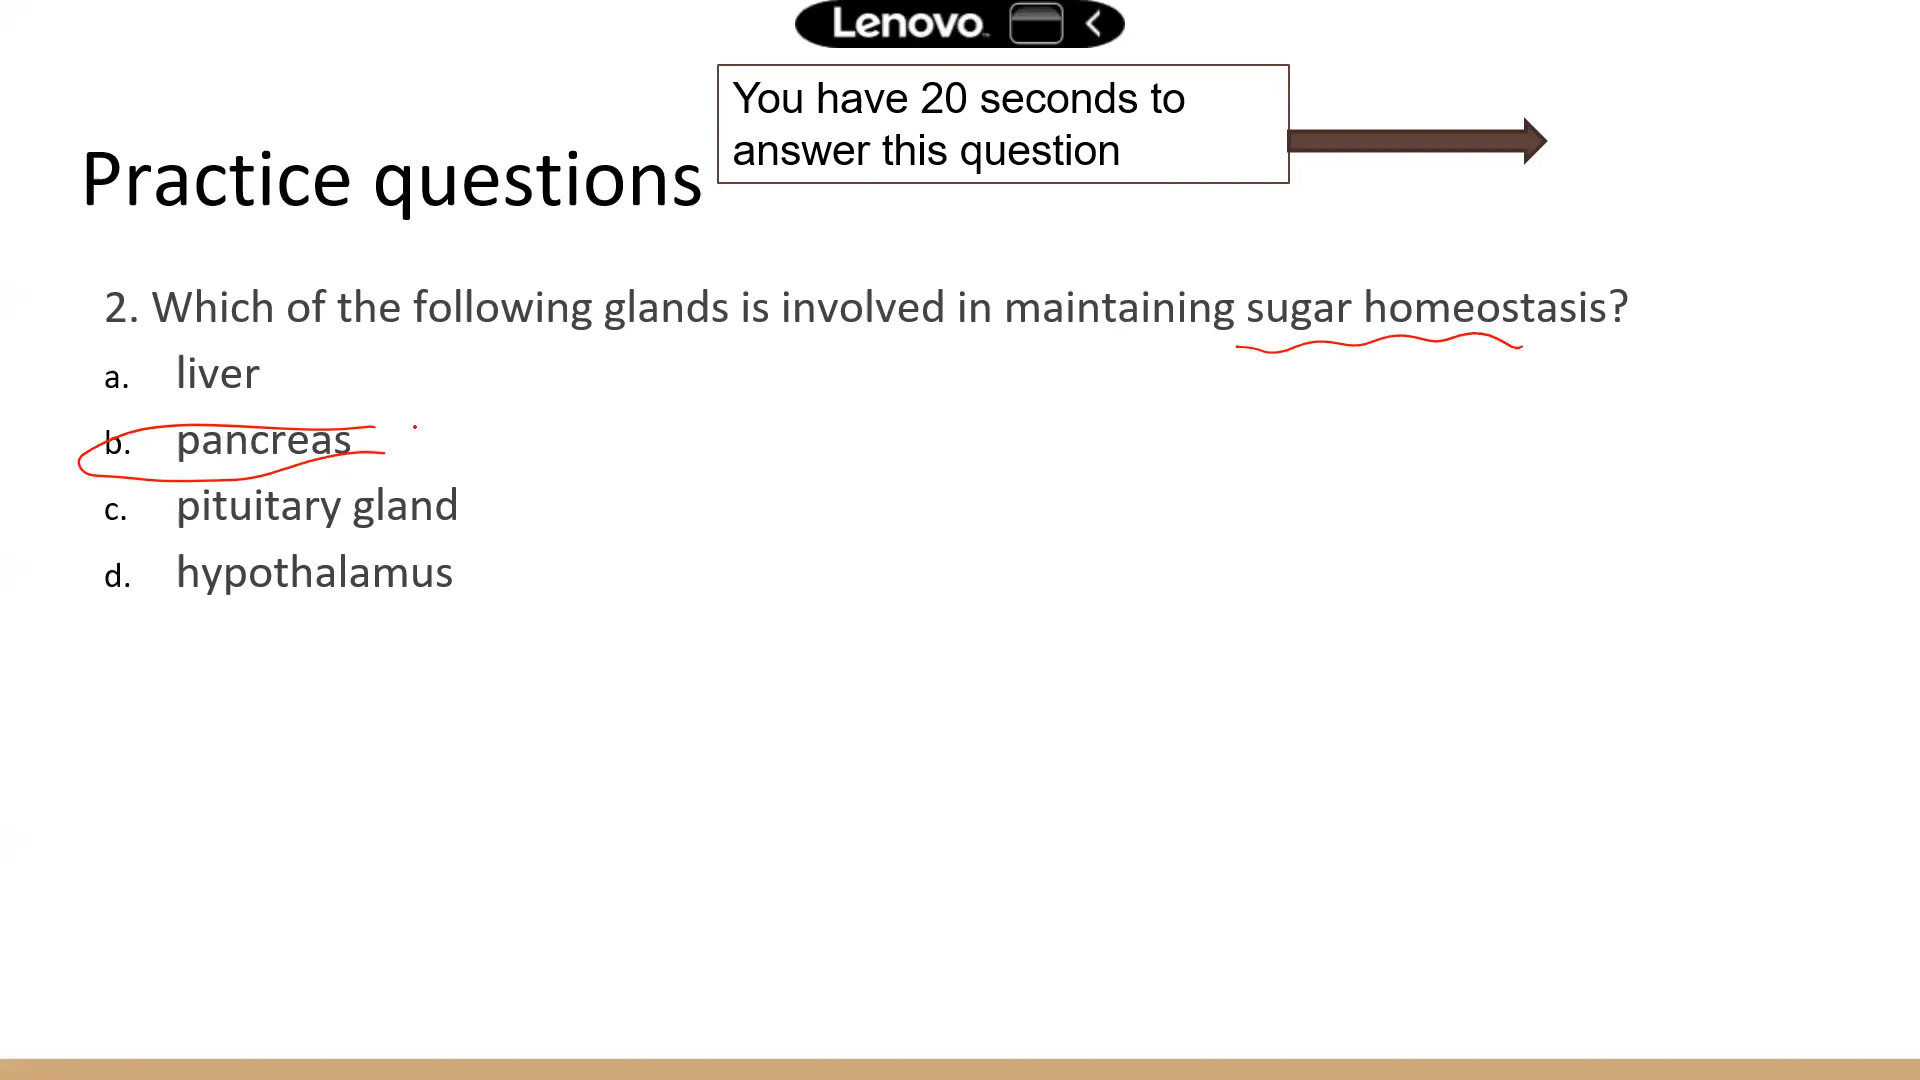 Lenovo
You have 20 seconds to
answer this question
Practice questions
2. Which of the following glands is involved in maintaining sugar homeostasis?
a. liver
b. pancreas
c. pituitary gland
d. hypothalamus